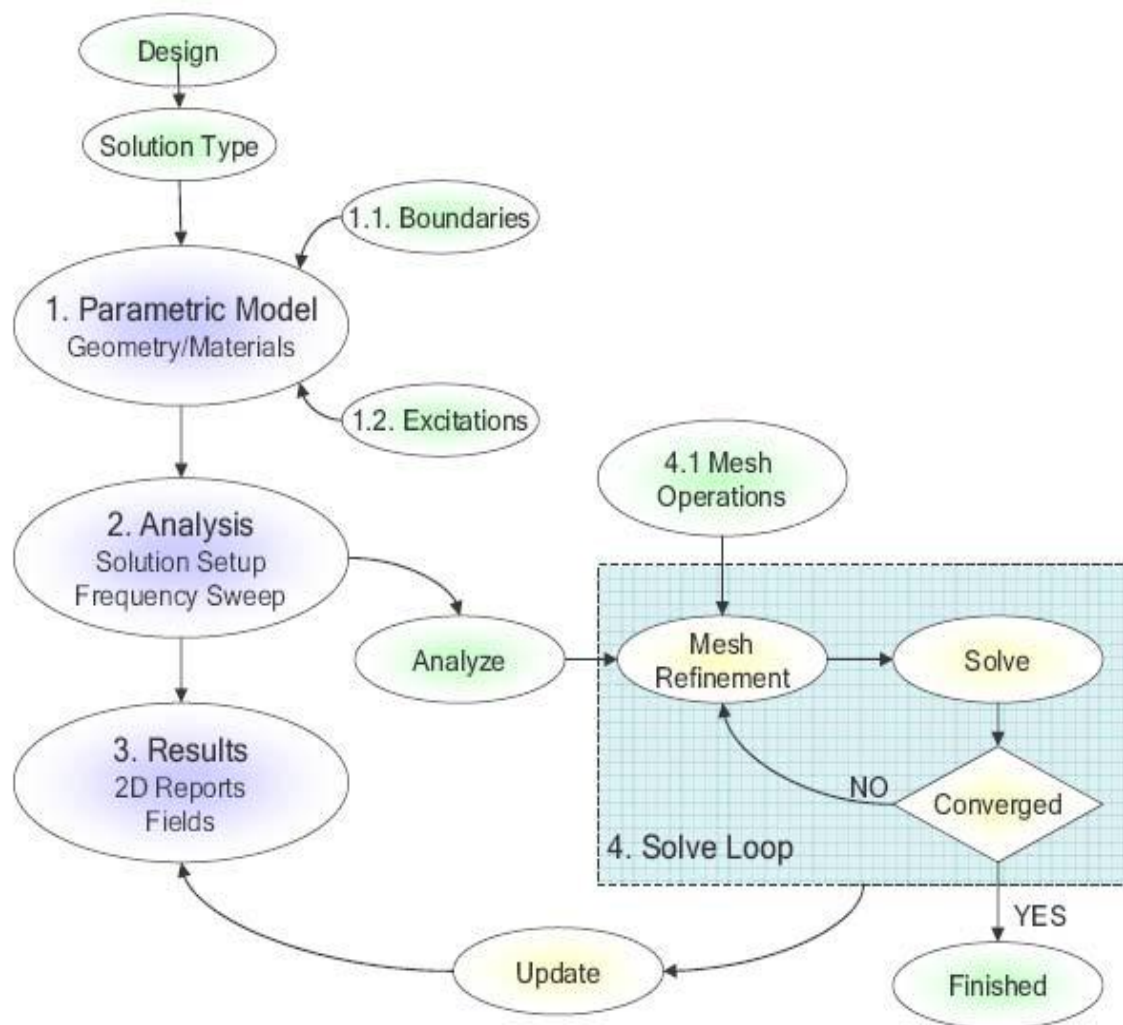 Design
Solution Type
1.1. Boundaries
1. Parametric Model
Geometry/Materials
1.2. Excitations
4.1 Mesh
Operations
2. Analysis
Solution Setup
Frequency Sweep
Analyze
Mesh
Refinement
Solve
3. Results
2D Reports
Fields
NO
Converged
4. Solve Loop
YES
Update
Finished